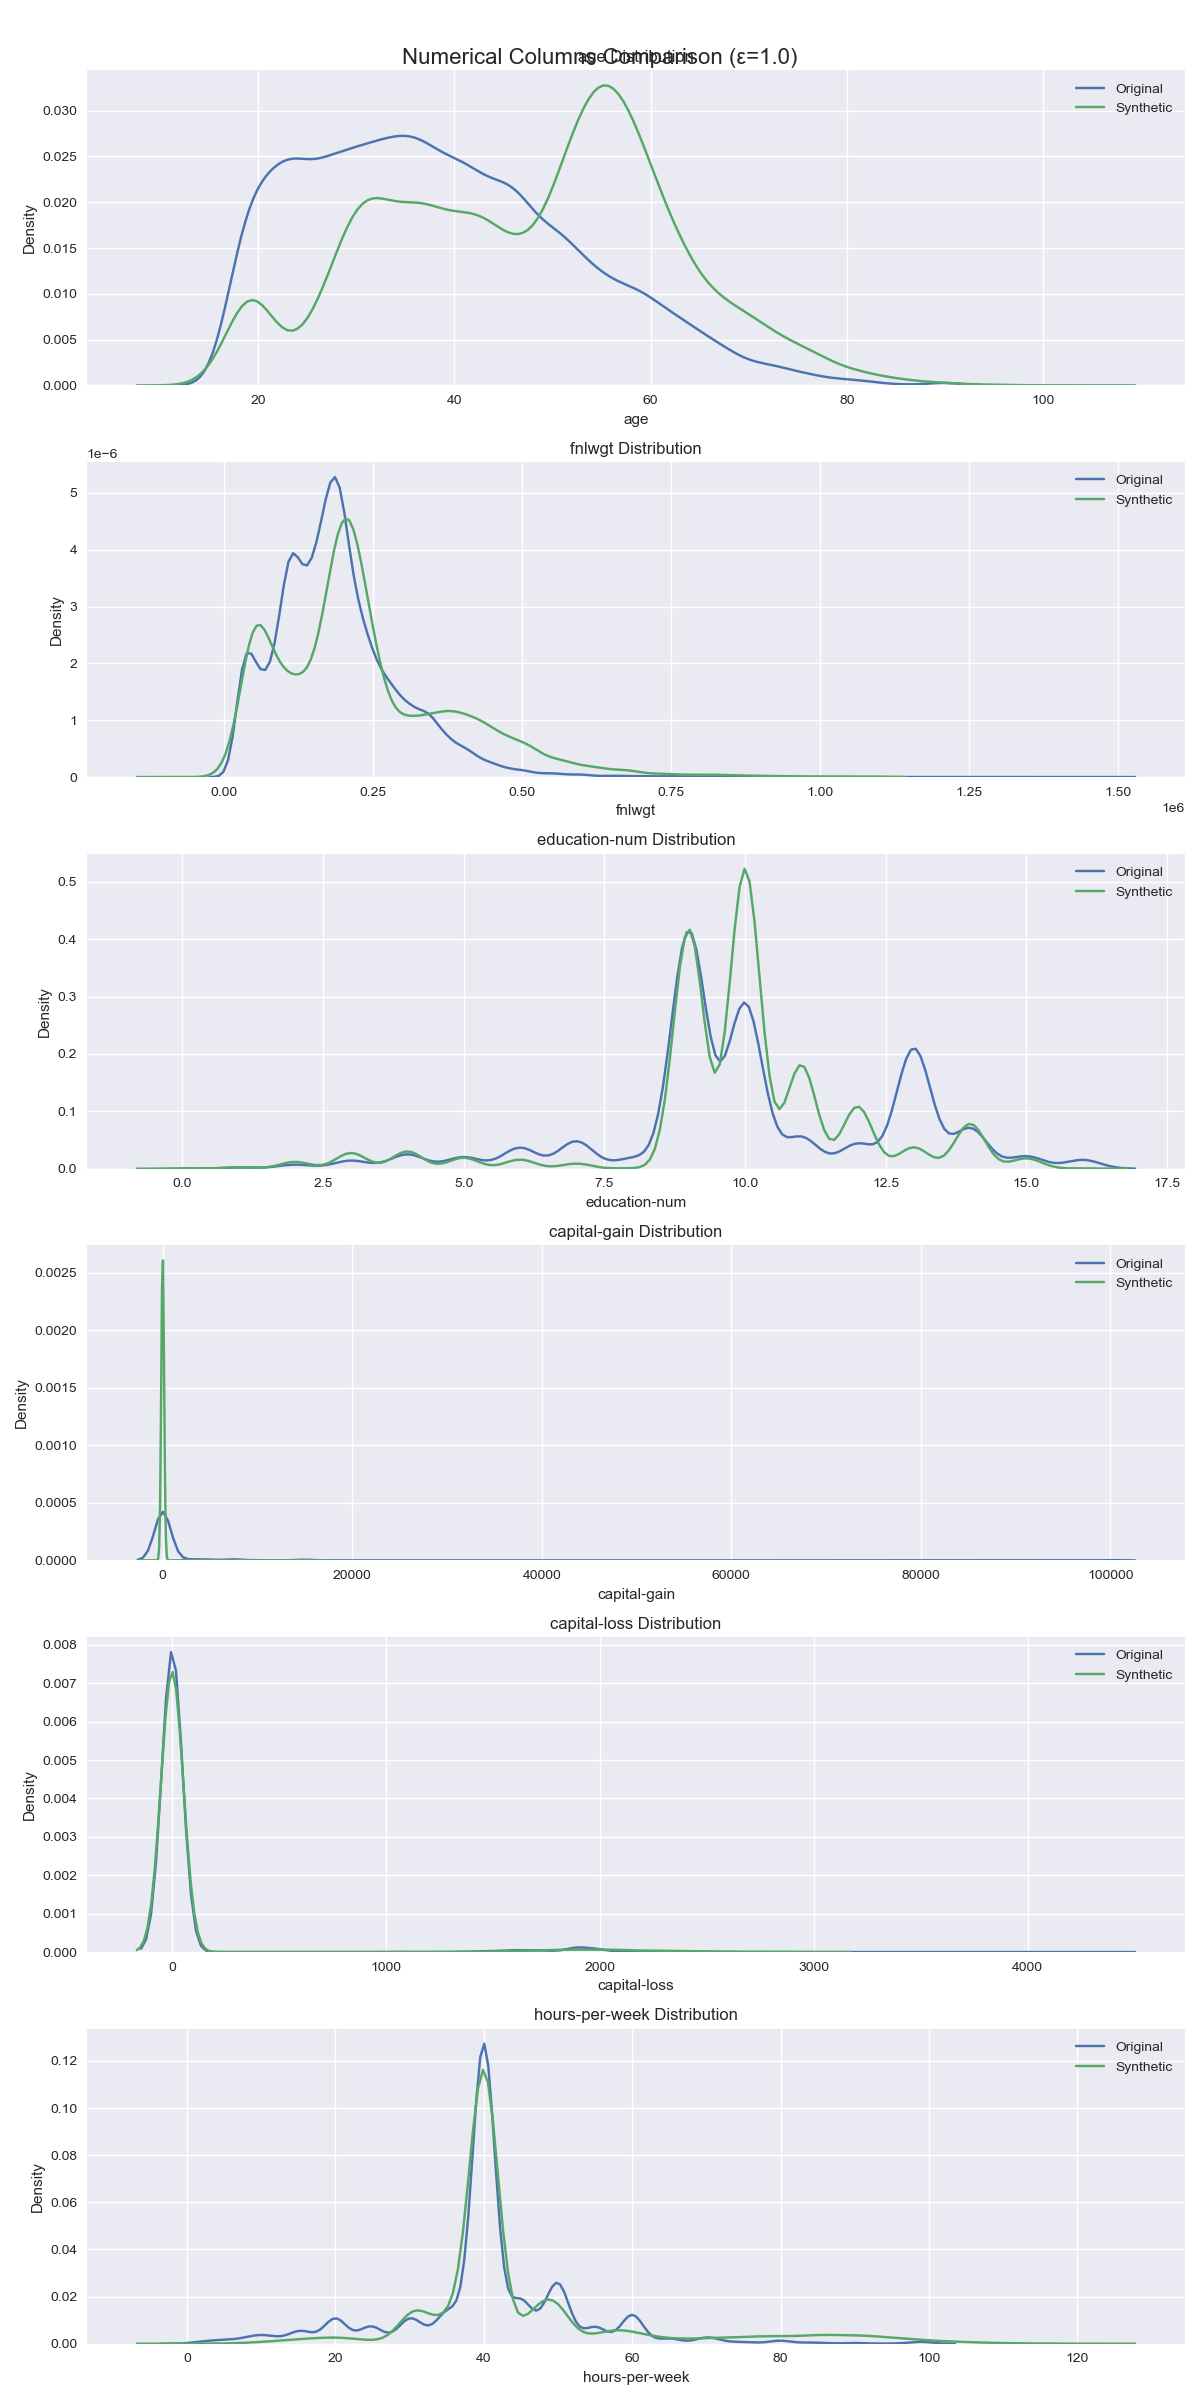 Numerical Columns Comparison (ε=1.0)
age Distribution
Original
Synthetic
0.030
0.025
0.020
0.015
0.010
0.005
0.000
Density
20 40 60 80 100
age
fnlwgt Distribution
1e−6
Original
Synthetic
5
4
3
2
1
0
Density
0.00 0.25 0.50 0.75 1.00 1.25 1.50
1e6
fnlwgt
education-num Distribution
Original
Synthetic
0.5
0.4
0.3
0.2
0.1
0.0
Density
0.0 2.5 5.0 7.5 10.0 12.5 15.0 17.5
education-num
capital-gain Distribution
Original
Synthetic
0.0025
0.0020
0.0015
0.0010
0.0005
0.0000
Density
0 20000 40000 60000 80000 100000
capital-gain
capital-loss Distribution
Original
Synthetic
0.008
0.007
0.006
0.005
0.004
0.003
0.002
0.001
0.000
Density
0 1000 2000 3000 4000
capital-loss
hours-per-week Distribution
Original
Synthetic
0.12
0.10
0.08
0.06
0.04
0.02
0.00
Density
0 20 40 60 80 100 120
hours-per-week